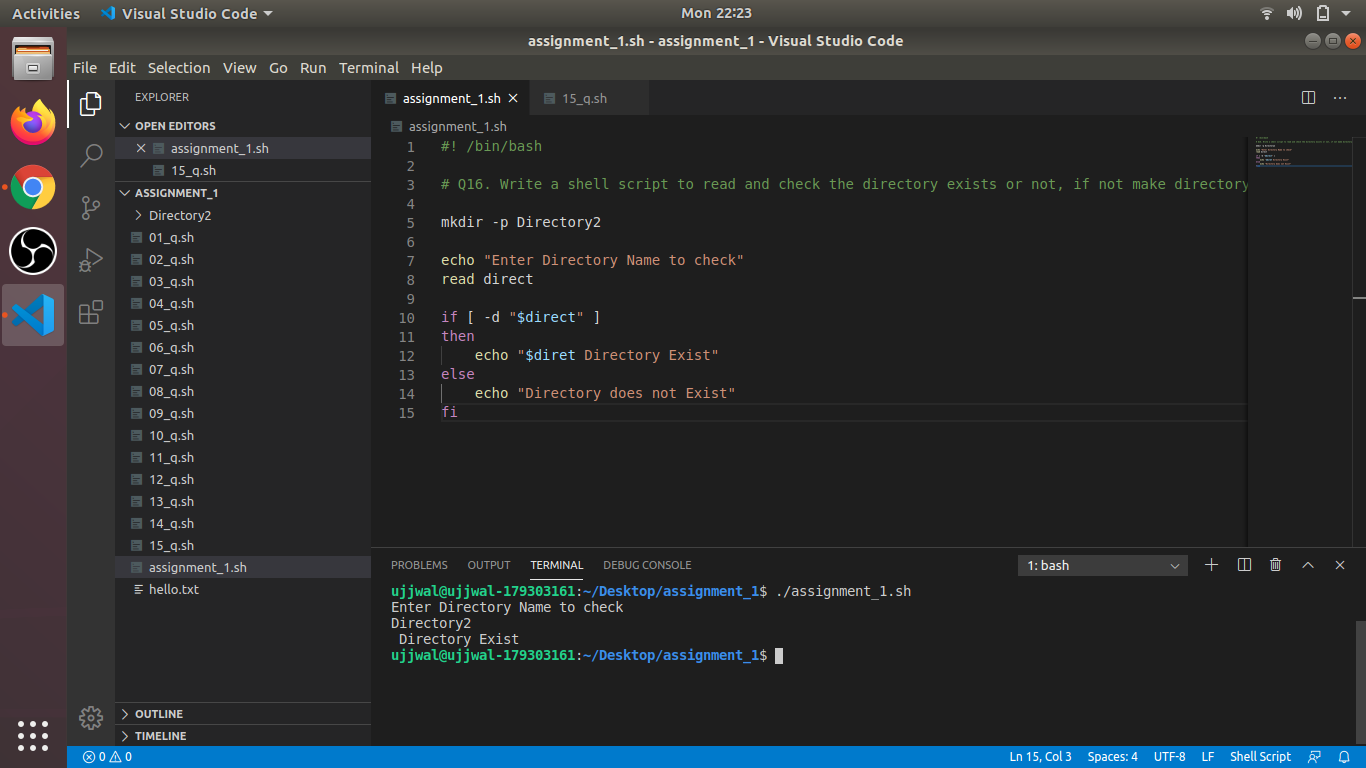 Activities
Visual Studio Code
Mon 22:23
assignment_1.sh - assignment_1 - Visual Studio Code
File Edit Selection View Go Run Terminal Help
EXPLORER
OPEN EDITORS
assignment_1.sh
15_q.sh
ASSIGNMENT_1
Directory2
01_q.sh
02_q.sh
03_q.sh
04_q.sh
05_q.sh
06_q.sh
07_q.sh
08_q.sh
09_q.sh
10_q.sh
11_q.sh
12_q.sh
13_q.sh
14_q.sh
15_q.sh
assignment_1.sh
hello.txt
OUTLINE
TIMELINE
assignment_1.sh 15_q.sh
assignment_1.sh
1 #! /bin/bash
2
3 # Q16. Write a shell script to read and check the directory exists or not, if not make directory
4
5 mkdir -p Directory2
6
7 echo "Enter Directory Name to check"
8 read direct
9
10 if [ -d "$direct" ]
11 then
12 echo "$diret Directory Exist"
13 else
14 echo "Directory does not Exist"
15 fi
PROBLEMS OUTPUT TERMINAL DEBUG CONSOLE
1: bash
ujjwal@ujjwal-179303161:~/Desktop/assignment_1$ ./assignment_1.sh
Enter Directory Name to check
Directory2
Directory Exist
ujjwal@ujjwal-179303161:~/Desktop/assignment_1$
0 0
Ln 15, Col 3 Spaces: 4 UTF-8 LF Shell Script